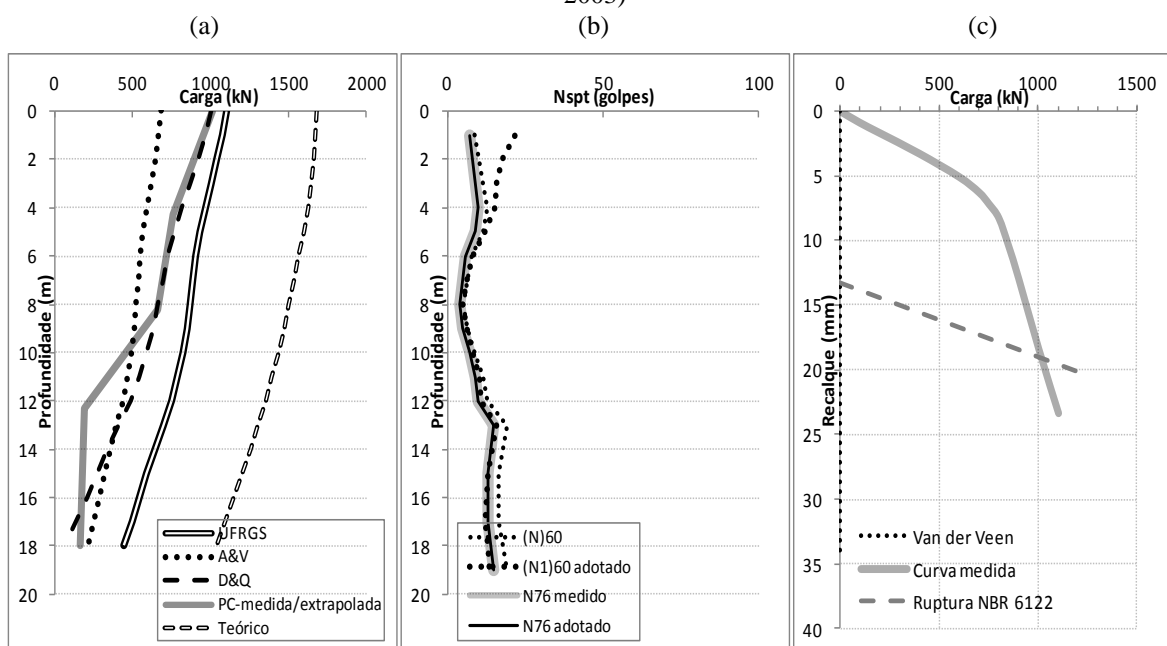 2003)
(a)
(b)
(c)
0 500 1000 1500 2000
Carga (kN)
0
2
4
6
8
10
12
14
16
18
20
Profundidade (m)
UFRGS
A&V
D&Q
PC-medida/extrapolada
Teórico
0 50 100
Nspt (golpes)
0
2
4
6
8
10
12
14
16
18
20
Profundidade (m)
(N)60
(N1)60 adotado
N76 medido
N76 adotado
0 500 1000 1500
Carga (kN)
0
5
10
15
20
25
30
35
40
Recalque (mm)
Van der Veen
Curva medida
Ruptura NBR 6122